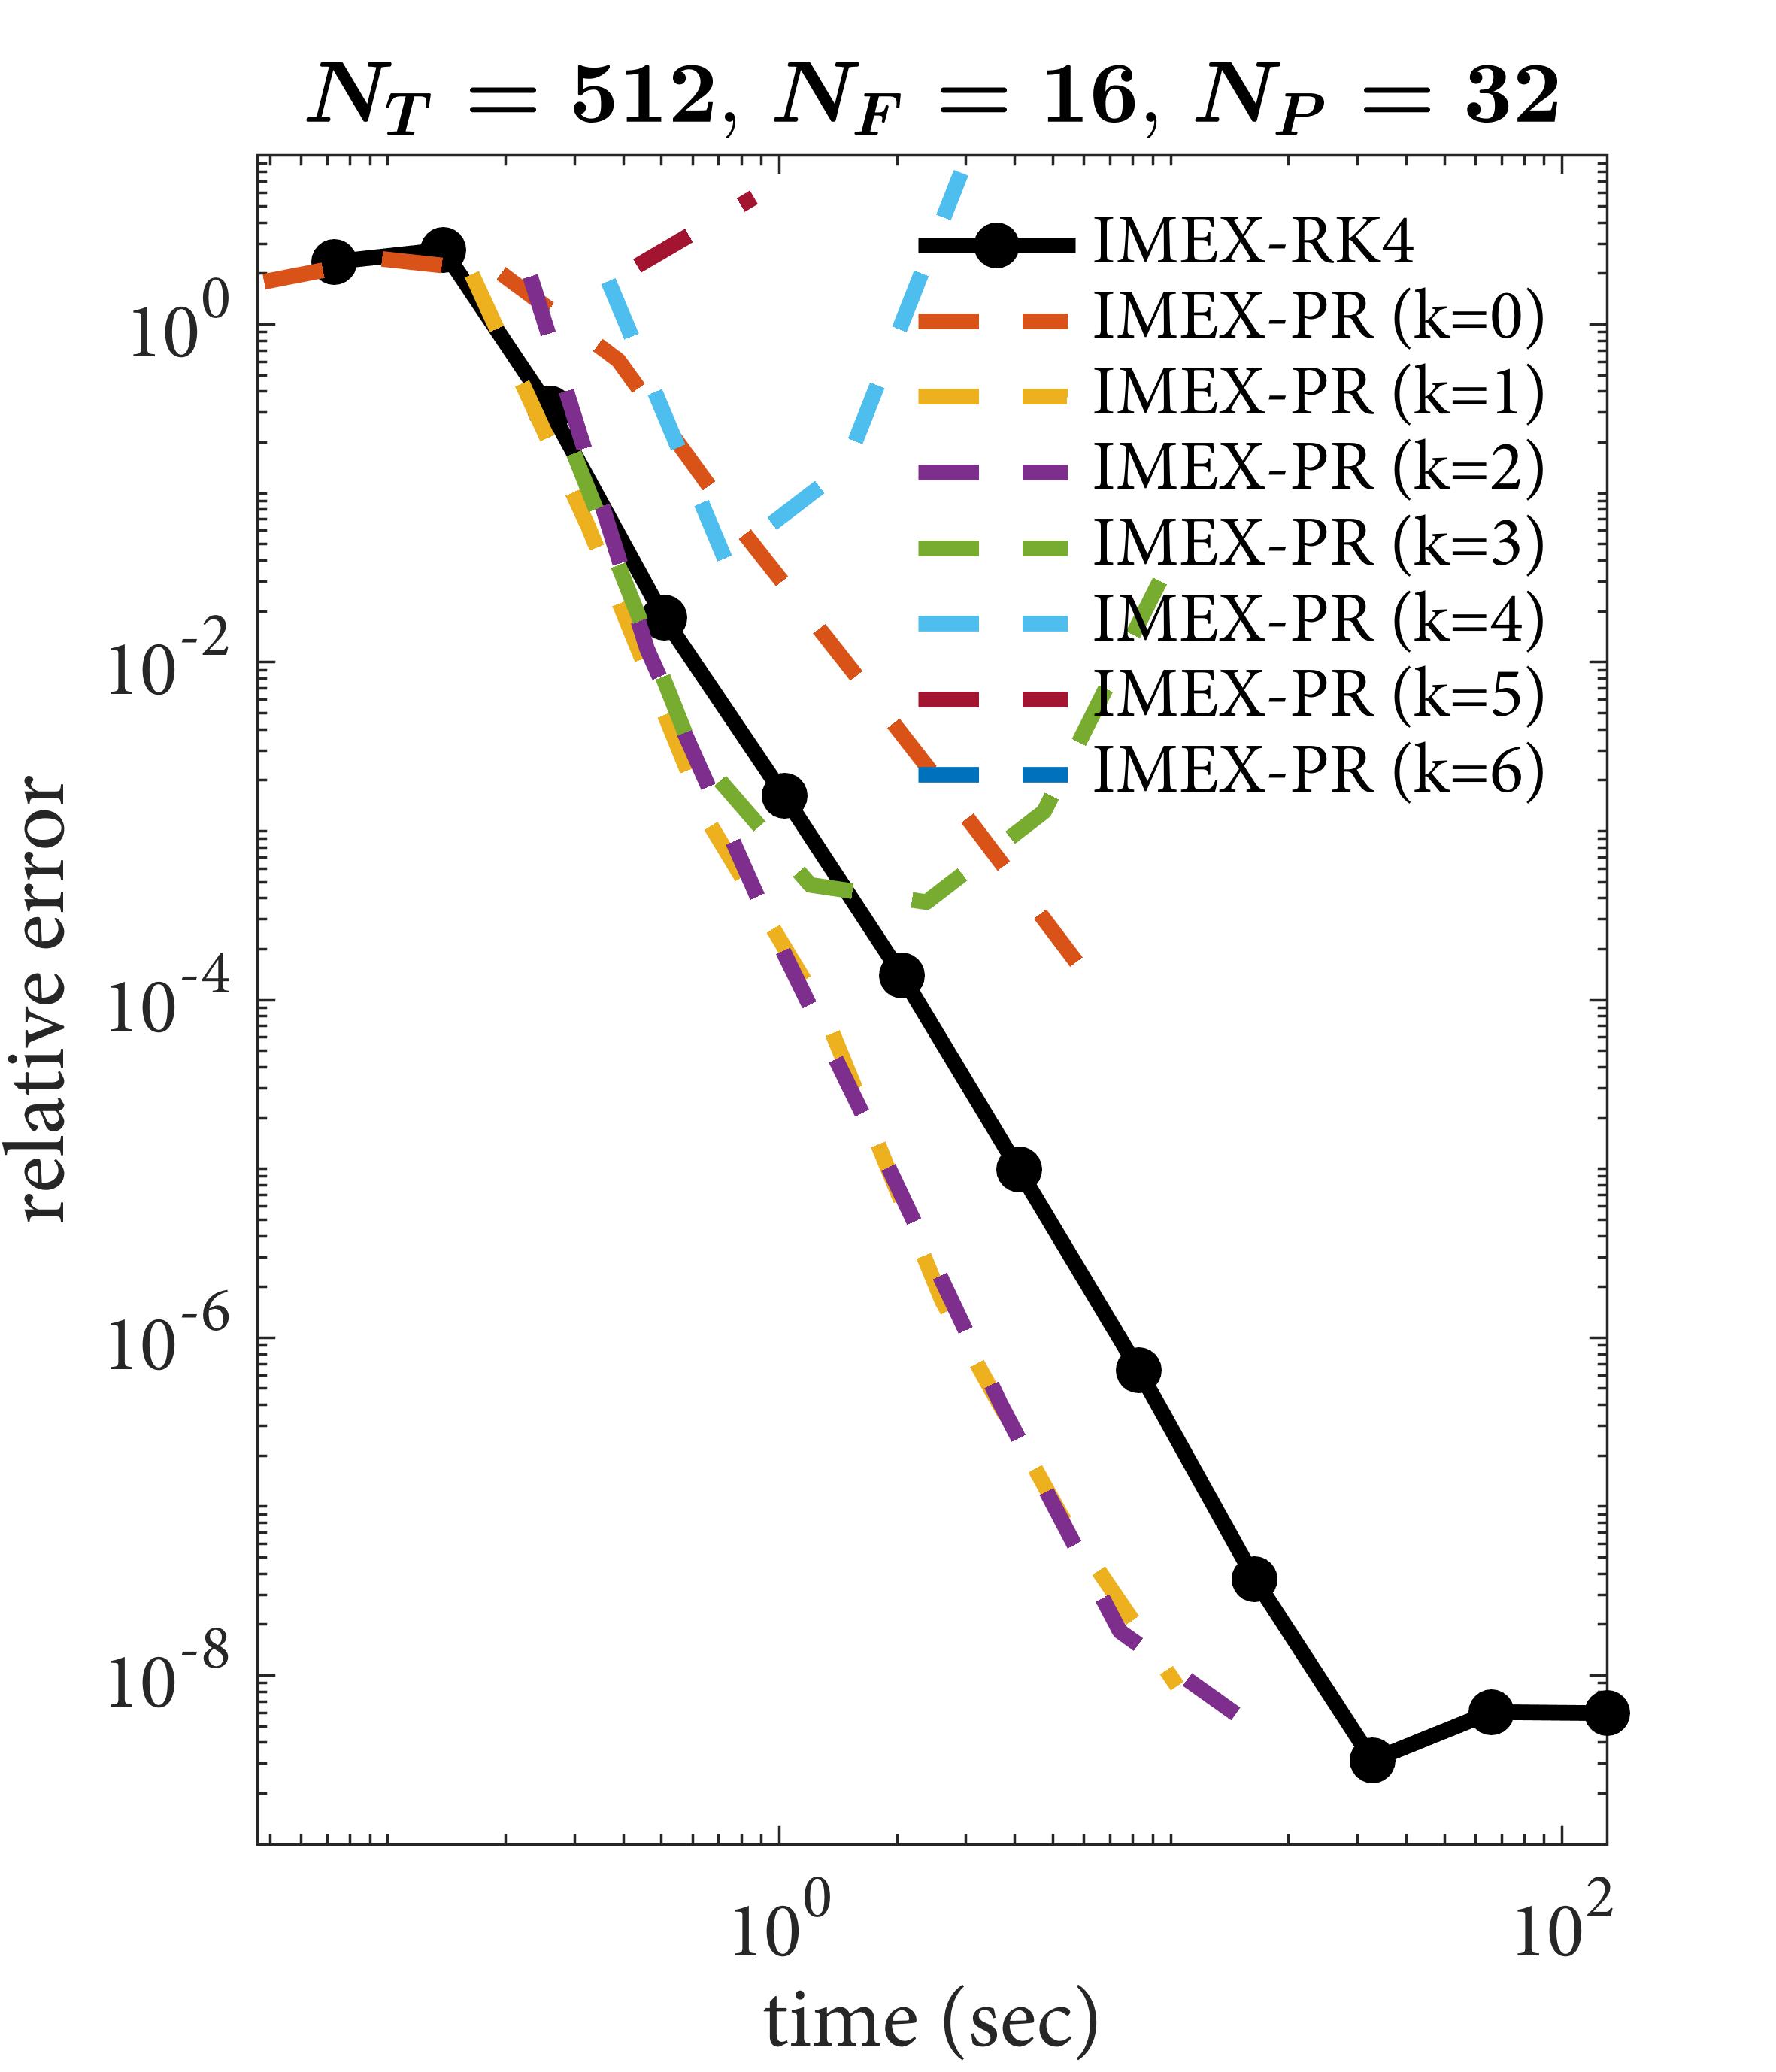 N_T = 512, N_F = 16, N_P = 32
IMEX-RK4
IMEX-PR (k=0)
IMEX-PR (k=1)
IMEX-PR (k=2)
IMEX-PR (k=3)
IMEX-PR (k=4)
IMEX-PR (k=5)
IMEX-PR (k=6)
relative error
10^0
10^-2
10^-4
10^-6
10^-8
10^0
10^2
time (sec)